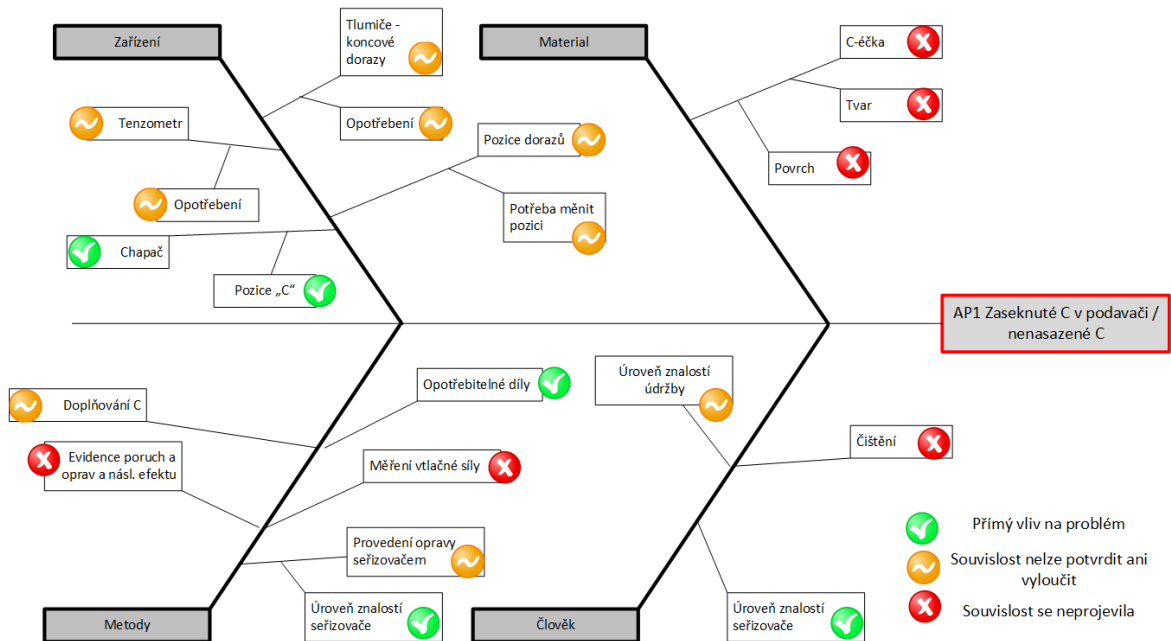 Zařízení
Tlumiče -
koncové
dorazy
Opotřebení
Tenzometr
Opotřebení
Pozice dorazů
Potřeba měnit
pozici
Chapač
Pozice „C“
Material
C-éčka
Tvar
Povrch
AP1 Zaseknuté C v podavači /
nenasazené C
Doplňování C
Opotřebitelné díly
Evidence poruch a
oprav a násl. efektu
Měření vtlačné síly
Provedení opravy
seřizovačem
Úroveň znalostí
seřizovače
Metody
Úroveň znalostí
údržby
Čištění
Úroveň znalostí
seřizovače
Člověk
Přímý vliv na problém
Souvislost nelze potvrdit ani
vyloučit
Souvislost se neprojevila